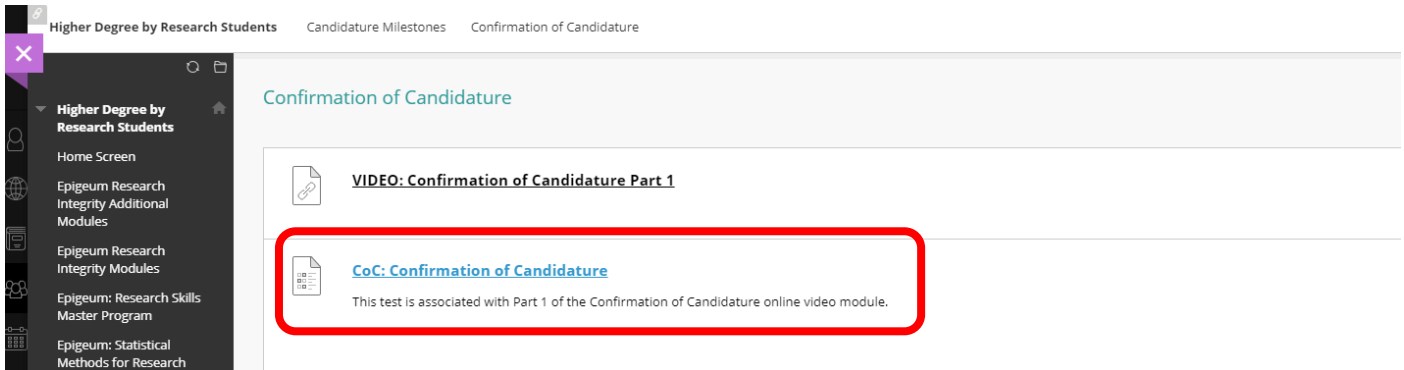 Higher Degree by Research Students Candidature Milestones Confirmation of Candidature
Higher Degree by
Research Students
Home Screen
Epigeum Research
Integrity Additional
Modules
Epigeum Research
Integrity Modules
Epigeum: Research Skills
Master Program
Epigeum: Statistical
Methods for Research
Confirmation of Candidature
VIDEO: Confirmation of Candidature Part 1
CoC: Confirmation of Candidature
This test is associated with Part 1 of the Confirmation of Candidature online video module.